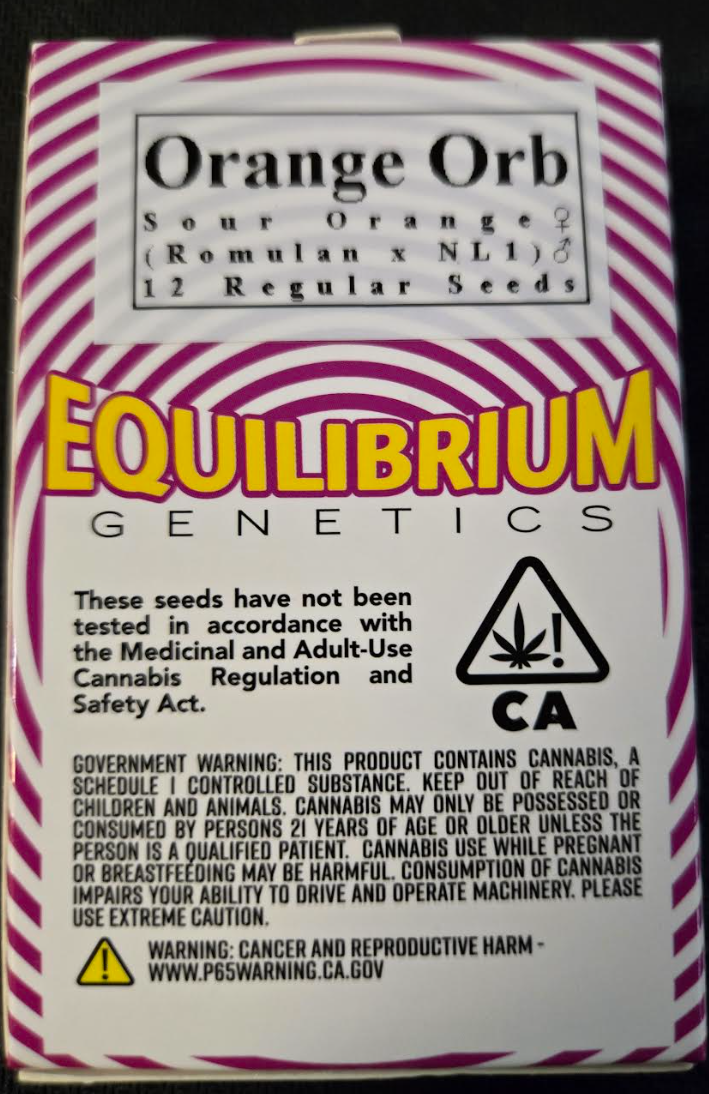 Orange Orb
Sour Orange♀
(Romulan x NL1)♂
12 Regular Seeds
EQUILIBRIUM
GENETICS
These seeds have not been
tested in accordance with
the Medicinal and Adult-Use
Cannabis Regulation and
Safety Act.
!
CA
GOVERNMENT WARNING: THIS PRODUCT CONTAINS CANNABIS, A
SCHEDULE I CONTROLLED SUBSTANCE. KEEP OUT OF REACH OF
CHILDREN AND ANIMALS. CANNABIS MAY ONLY BE POSSESSED OR
CONSUMED BY PERSONS 21 YEARS OF AGE OR OLDER UNLESS THE
PERSON IS A QUALIFIED PATIENT. CANNABIS USE WHILE PREGNANT
OR BREASTFEEDING MAY BE HARMFUL. CONSUMPTION OF CANNABIS
IMPAIRS YOUR ABILITY TO DRIVE AND OPERATE MACHINERY. PLEASE
USE EXTREME CAUTION.
! WARNING: CANCER AND REPRODUCTIVE HARM -
WWW.P65WARNING.CA.GOV